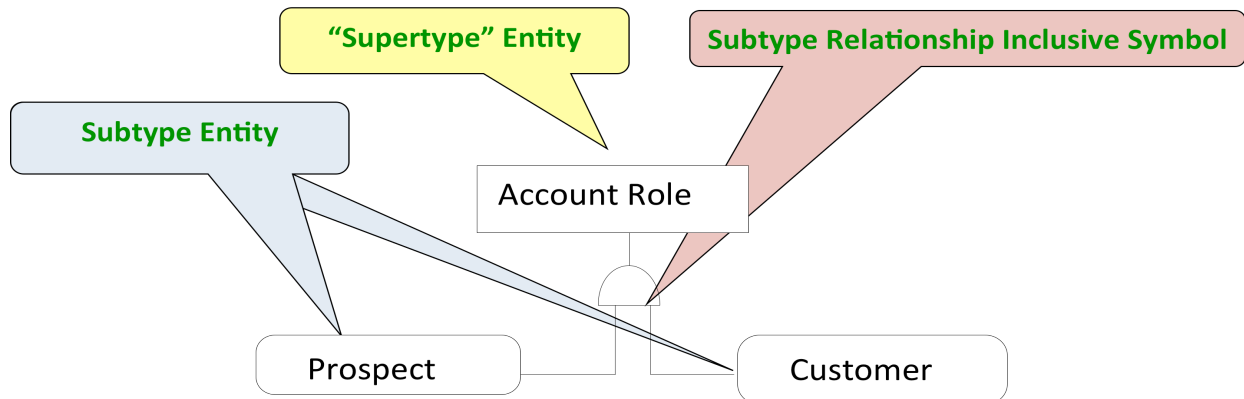 “Supertype” Entity
Subtype Relationship Inclusive Symbol
Subtype Entity
Account Role
Prospect
Customer